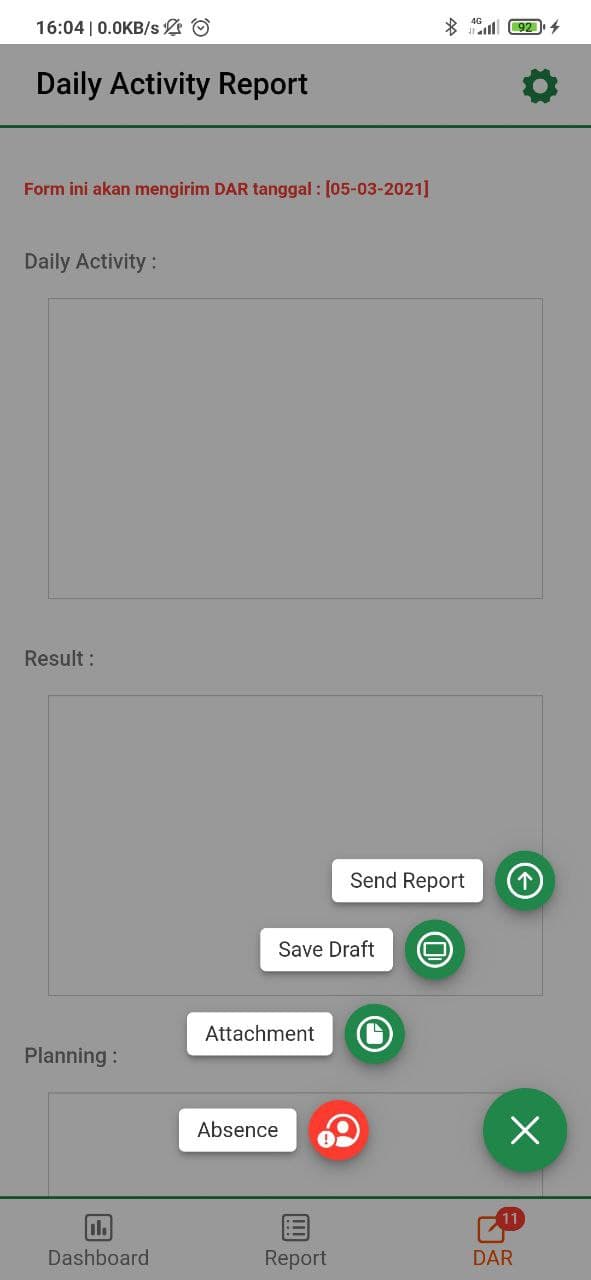 16:04 | 0.0KB/s
4G
92
Daily Activity Report
Form ini akan mengirim DAR tanggal : [05-03-2021]
Daily Activity :
Result :
Send Report
Save Draft
Attachment
Planning :
Absence
11
Dashboard
Report
DAR